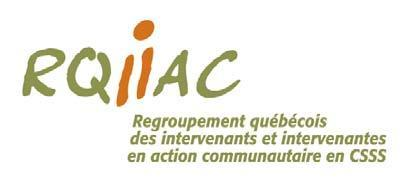 RQiiAC
Regroupement québécois
des intervenants et intervenantes
en action communautaire en CSSS